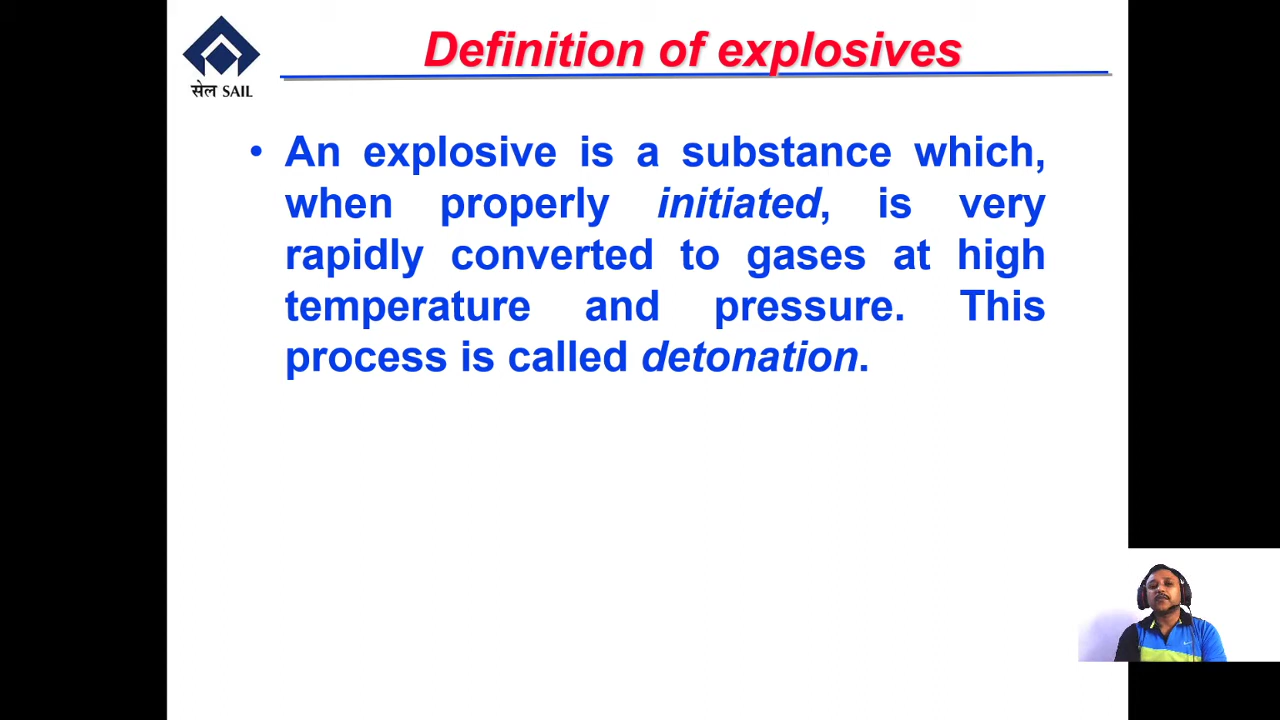 Definition of explosives
सेल SAIL
• An explosive is a substance which,
when properly initiated, is very
rapidly converted to gases at high
temperature and pressure. This
process is called detonation.